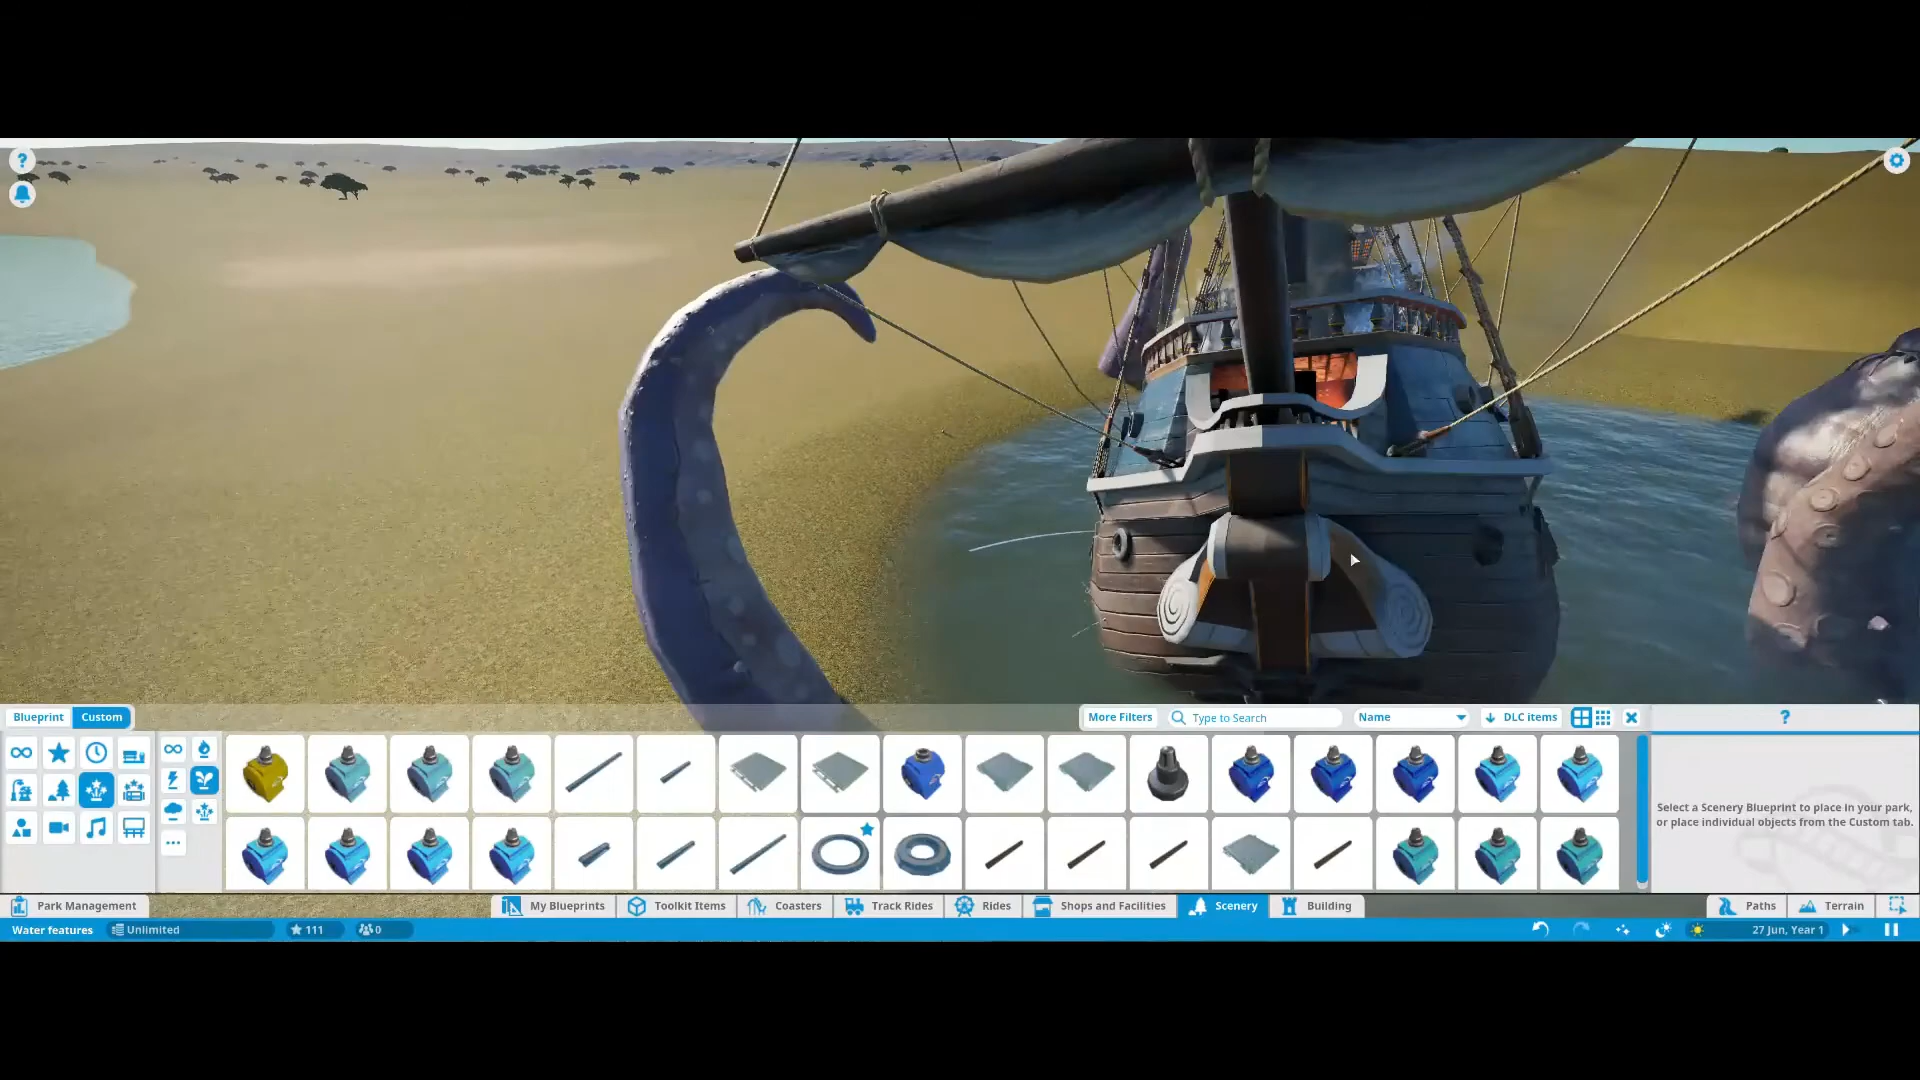 ?
Blueprint Custom
More Filters Type to Search Name DLC items
?
Select a Scenery Blueprint to place in your park,
or place individual objects from the Custom tab.
Park Management My Blueprints Toolkit Items Coasters Track Rides Rides Shops and Facilities Scenery Building Paths Terrain
Water features Unlimited 111 0 27 Jun, Year 1